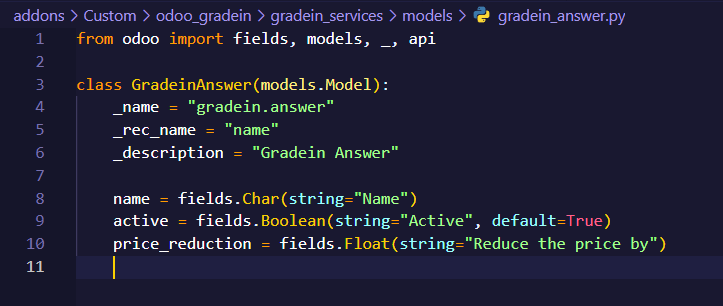 addons > Custom > odoo_gradein > gradein_services > models > gradein_answer.py
1 from odoo import fields, models, _, api
2
3 class GradeinAnswer(models.Model):
4 _name = "gradein.answer"
5 _rec_name = "name"
6 _description = "Gradein Answer"
7
8 name = fields.Char(string="Name")
9 active = fields.Boolean(string="Active", default=True)
10 price_reduction = fields.Float(string="Reduce the price by")
11